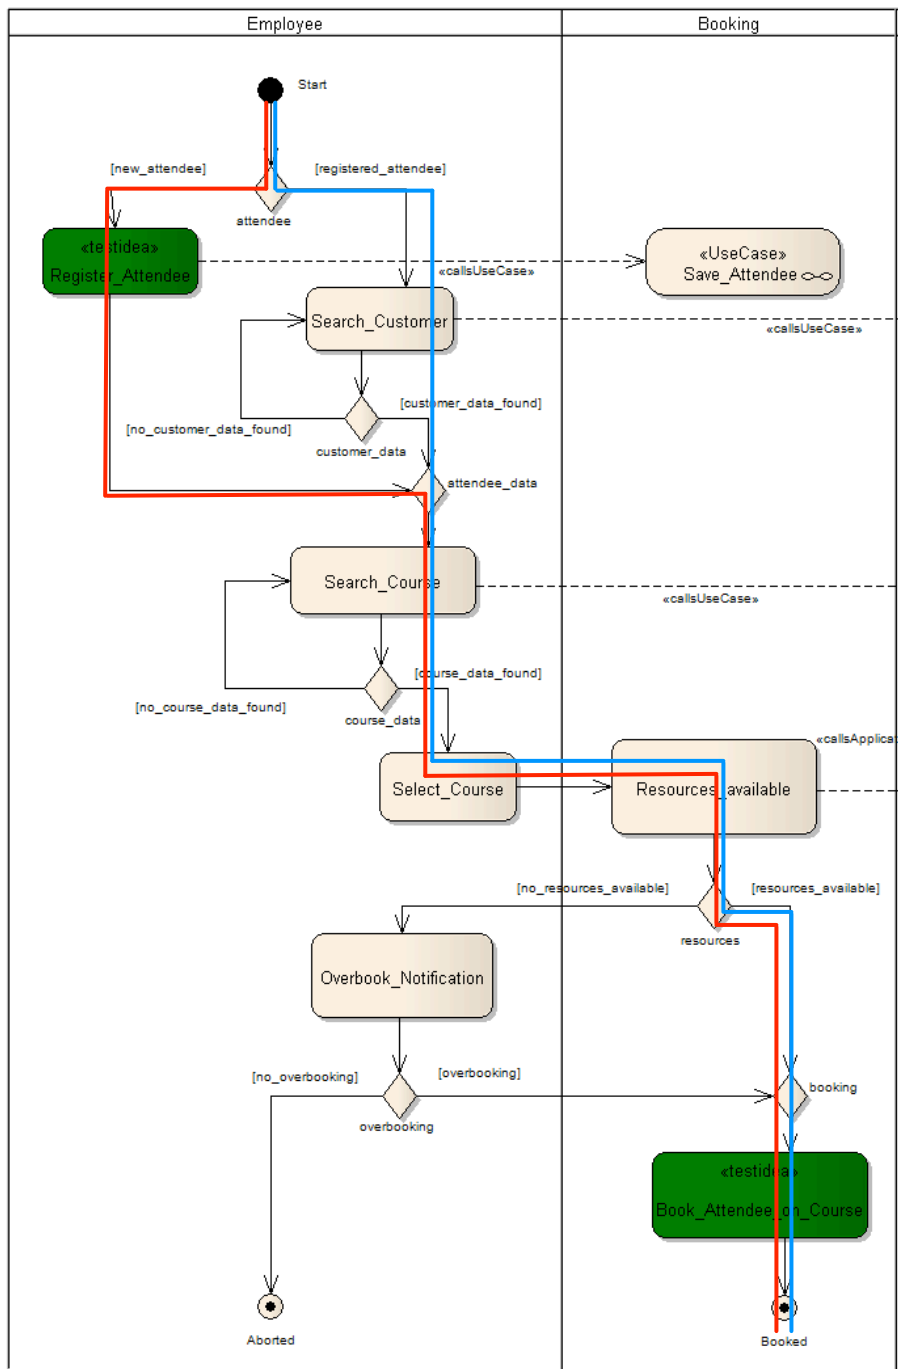 Employee
Booking
Start
[new_attendee]
[registered_attendee]
attendee
«testidea»
Register_Attendee
«UseCase»
Save_Attendee
«callsUseCase»
Search_Customer
«callsUseCase»
[customer_data_found]
[no_customer_data_found]
customer_data
attendee_data
Search_Course
«callsUseCase»
[course_data_found]
[no_course_data_found]
course_data
«callsApplicat
Select_Course
Resources_available
[no_resources_available]
[resources_available]
resources
Overbook_Notification
[no_overbooking]
[overbooking]
booking
overbooking
«testidea»
Book_Attendee_on_Course
Aborted
Booked